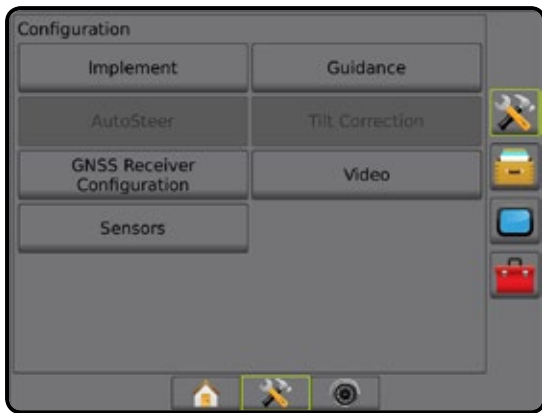 Configuration
Implement
Guidance
AutoSteer
Tilt Correction
GNSS Receiver
Configuration
Video
Sensors